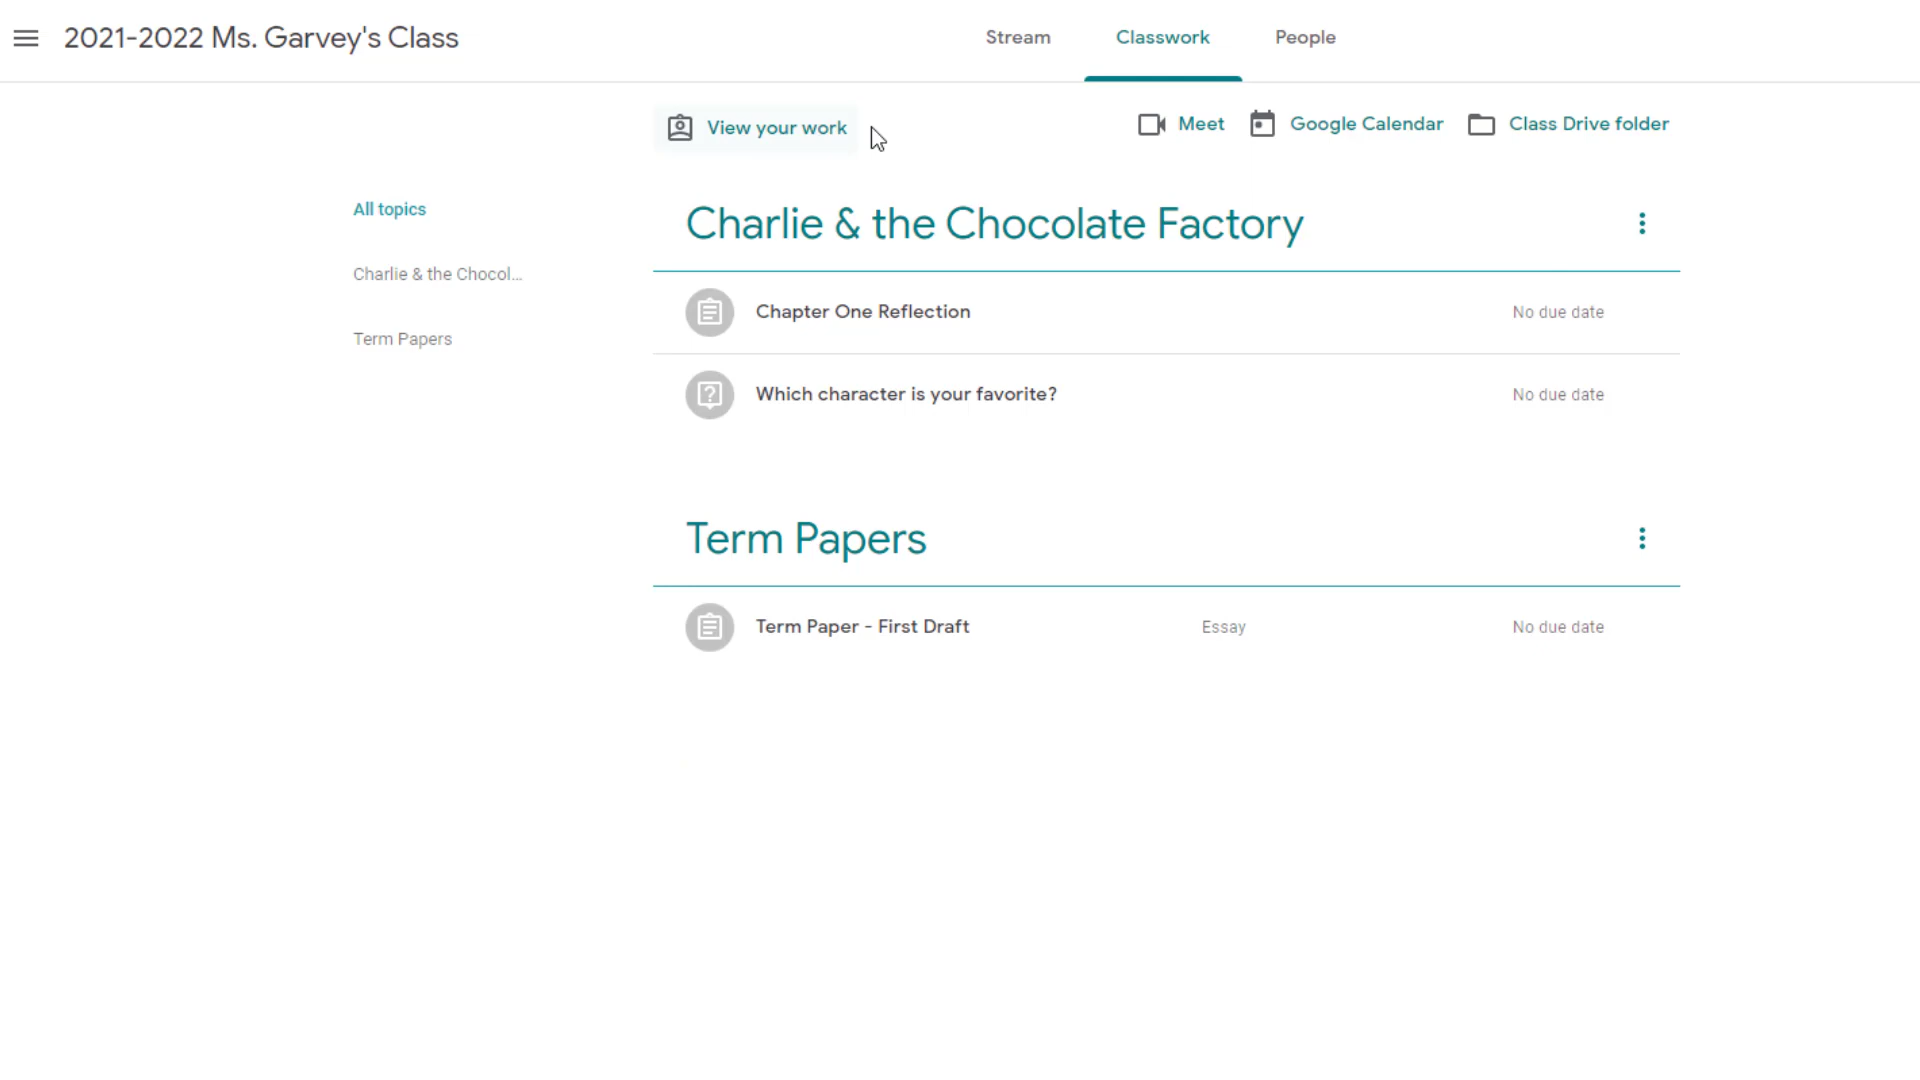 2021-2022 Ms. Garvey's Class
Stream
Classwork
People
View your work
Meet
Google Calendar
Class Drive folder
All topics
Charlie & the Chocol...
Term Papers
Charlie & the Chocolate Factory
Chapter One Reflection
No due date
Which character is your favorite?
No due date
Term Papers
Term Paper - First Draft
Essay
No due date